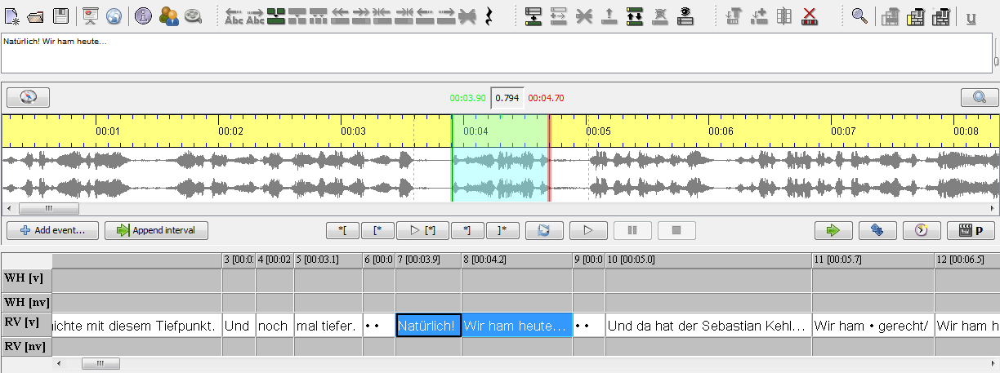 Abc Abc
u
Natürlich! Wir ham heute…
00:03.90 0.794 00:04.70
00:01 00:02 00:03 00:04 00:05 00:06 00:07 00:08
Add event... Append interval *[ [* [*] *] ]* P
3 [00:0 4 [00:02 5 [00:03.1] 6 [00:0 7 [00:03.9] 8 [00:04.2] 9 [00:0 10 [00:05.0] 11 [00:05.7] 12 [00:06.5]
WH [v]
WH [nv]
RV [v] ichte mit diesem Tiefpunkt. Und noch mal tiefer. • • Natürlich! Wir ham heute… • • Und da hat der Sebastian Kehl… Wir ham • gerecht/ Wir ham h
RV [nv]